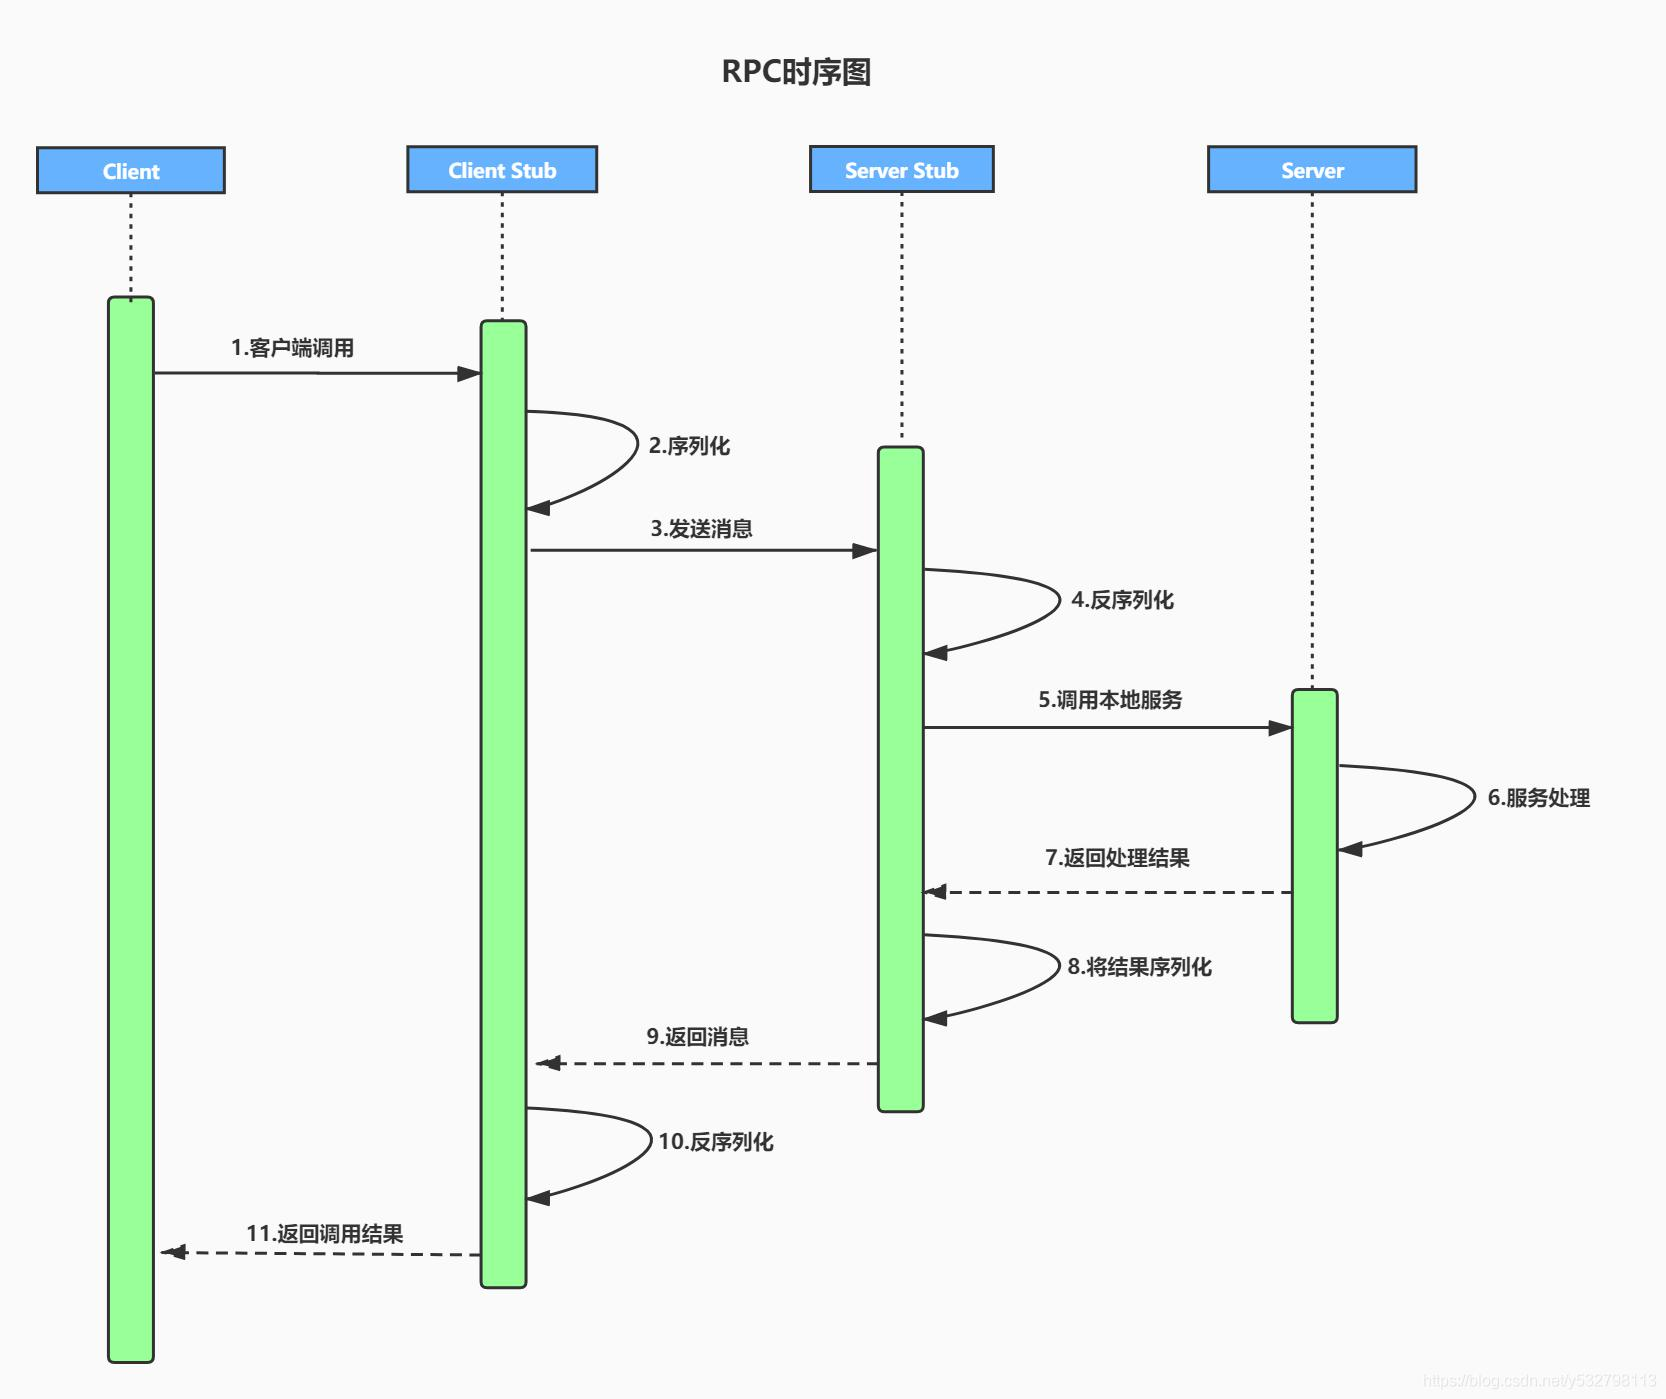 RPC时序图
Client
Client Stub
Server Stub
Server
1.客户端调用
2.序列化
3.发送消息
4.反序列化
5.调用本地服务
6.服务处理
7.返回处理结果
8.将结果序列化
9.返回消息
10.反序列化
11.返回调用结果
https://blog.csdn.net/y532798113